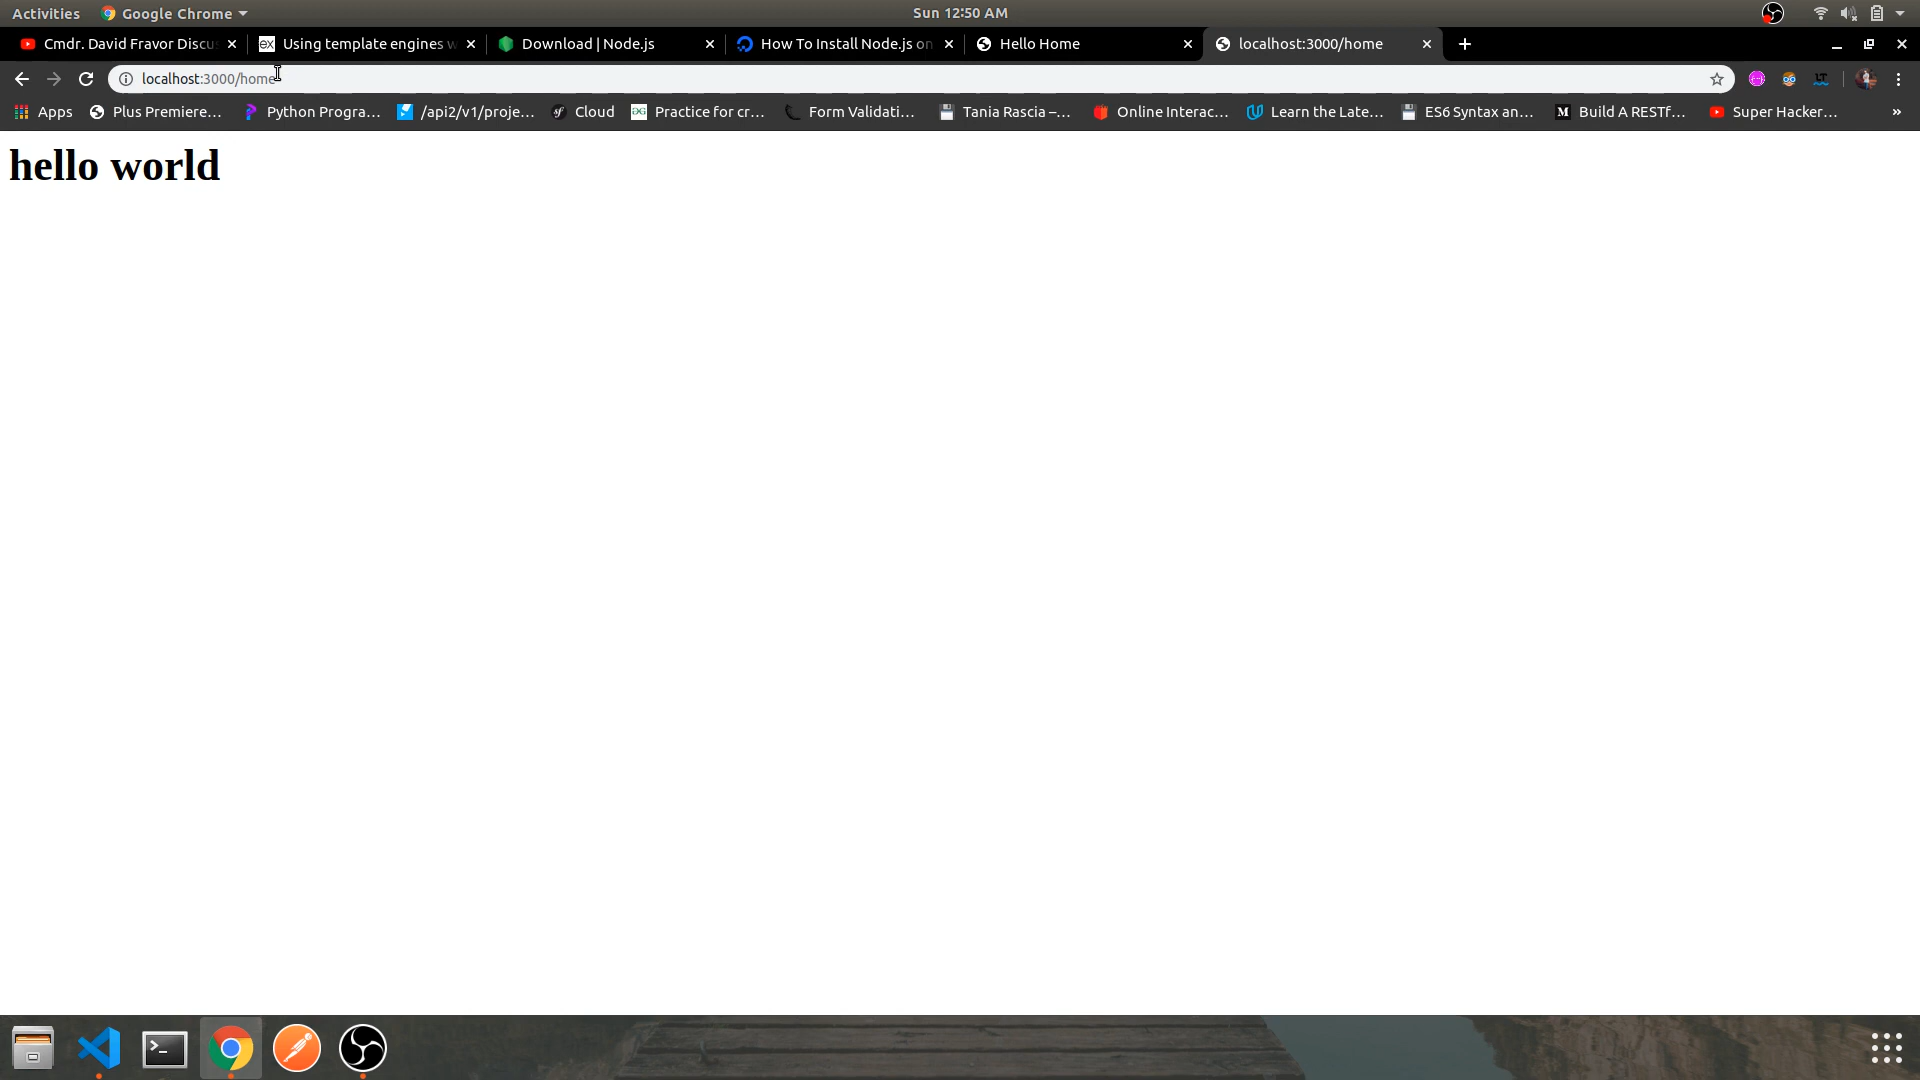 Activities Google Chrome Sun 12:50 AM
Cmdr. David Fravor Discu ex Using template engines w Download | Node.js How To Install Node.js on Hello Home localhost:3000/home
localhost:3000/home
Apps Plus Premiere... Python Progra... /api2/v1/proje... Cloud Practice for cr... Form Validati... Tania Rascia –... Online Interac... Learn the Late... ES6 Syntax an... M Build A RESTf... Super Hacker... »
hello world